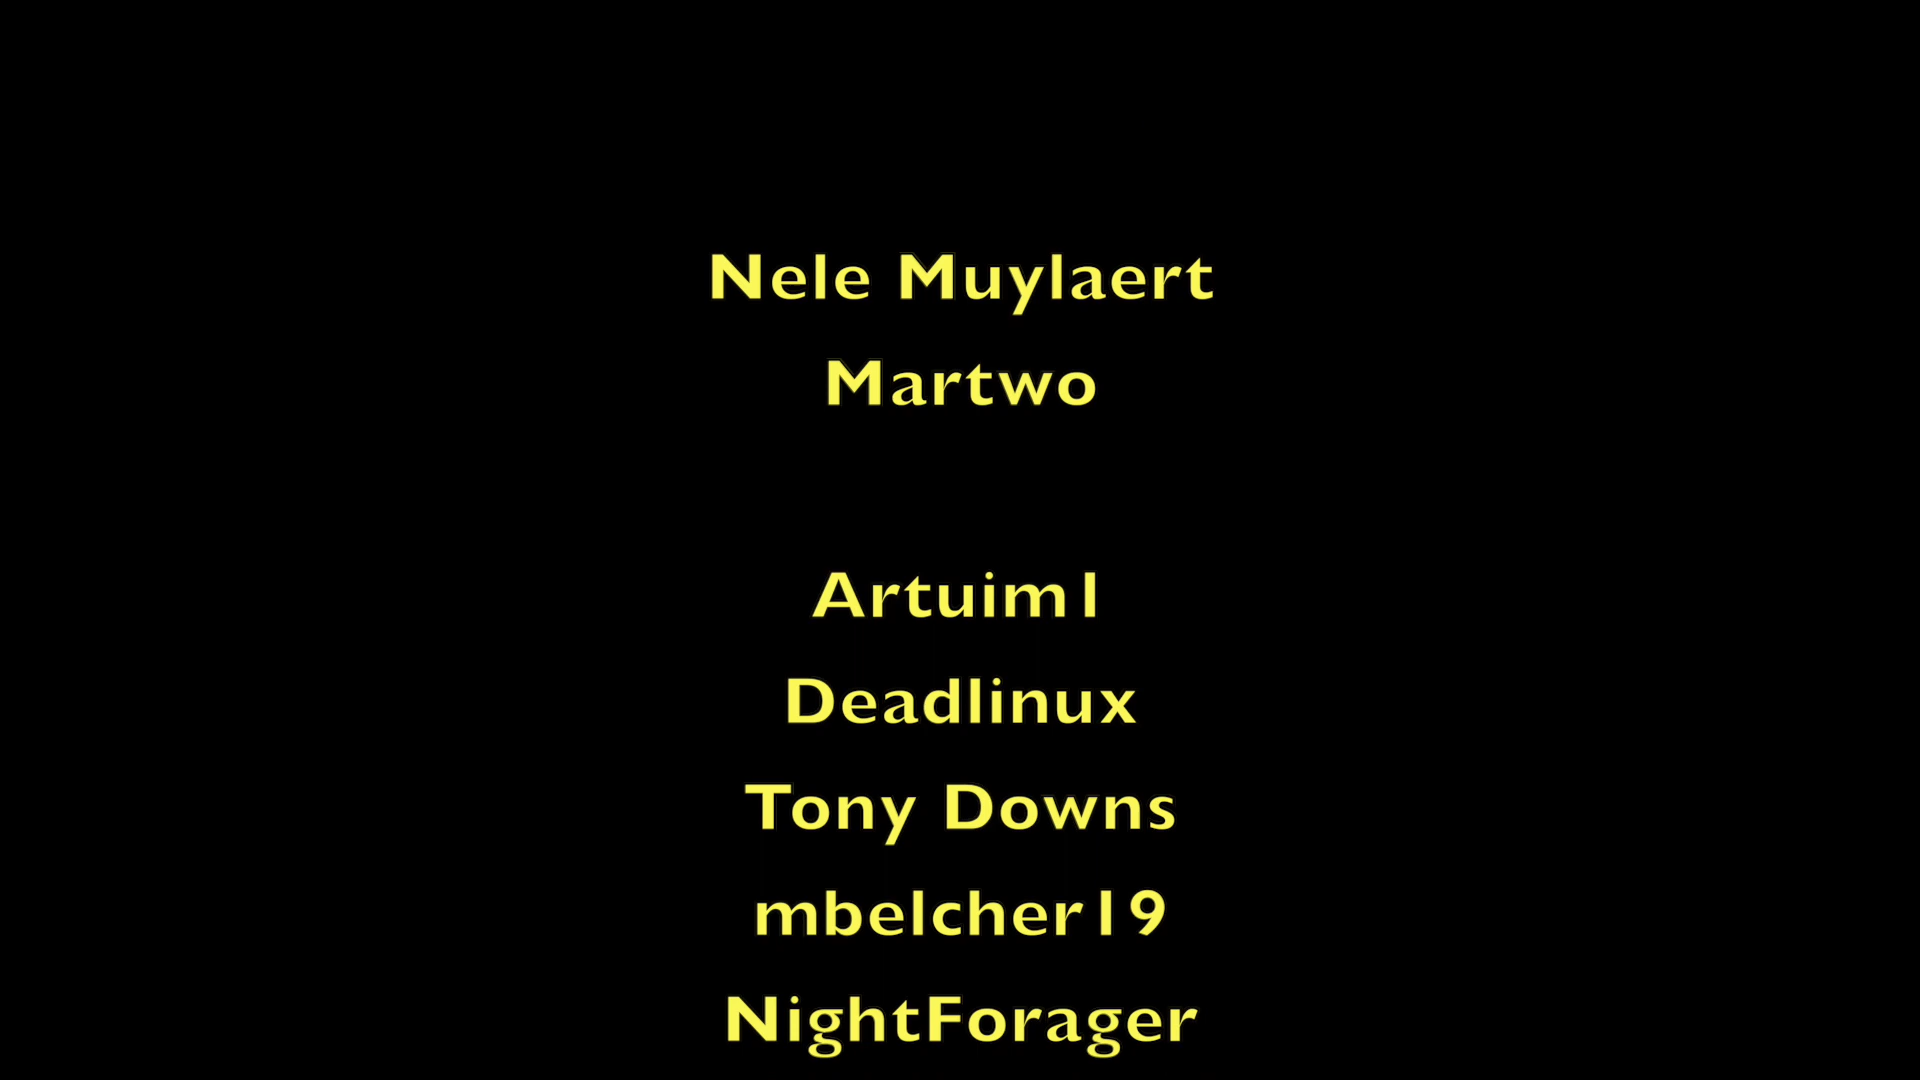 Nele Muylaert
Martwo
Artuim1
Deadlinux
Tony Downs
mbelcher19
NightForager